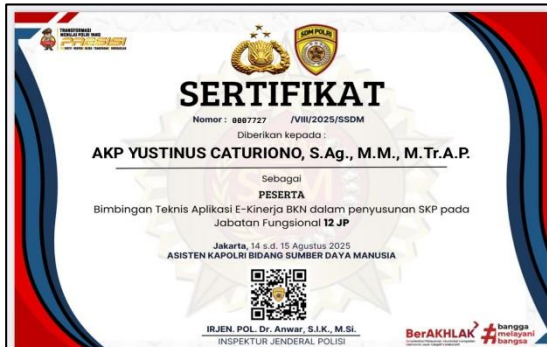 TRANSFORMASI
MENUJU POLRI YANG
PRESISI
SDM POLRI
SERTIFIKAT
Nomor : 0007727 /VIII/2025/SSDM
Diberikan kepada :
AKP YUSTINUS CATURIONO, S.Ag., M.M., M.Tr.A.P.
Sebagai
PESERTA
Bimbingan Teknis Aplikasi E-Kinerja BKN dalam penyusunan SKP pada
Jabatan Fungsional 12 JP
Jakarta, 14 s.d. 15 Agustus 2025
ASISTEN KAPOLRI BIDANG SUMBER DAYA MANUSIA
IRJEN. POL. Dr. Anwar, S.I.K., M.Si.
INSPEKTUR JENDERAL POLISI
BerAKHLAK
# bangga
melayani
bangsa